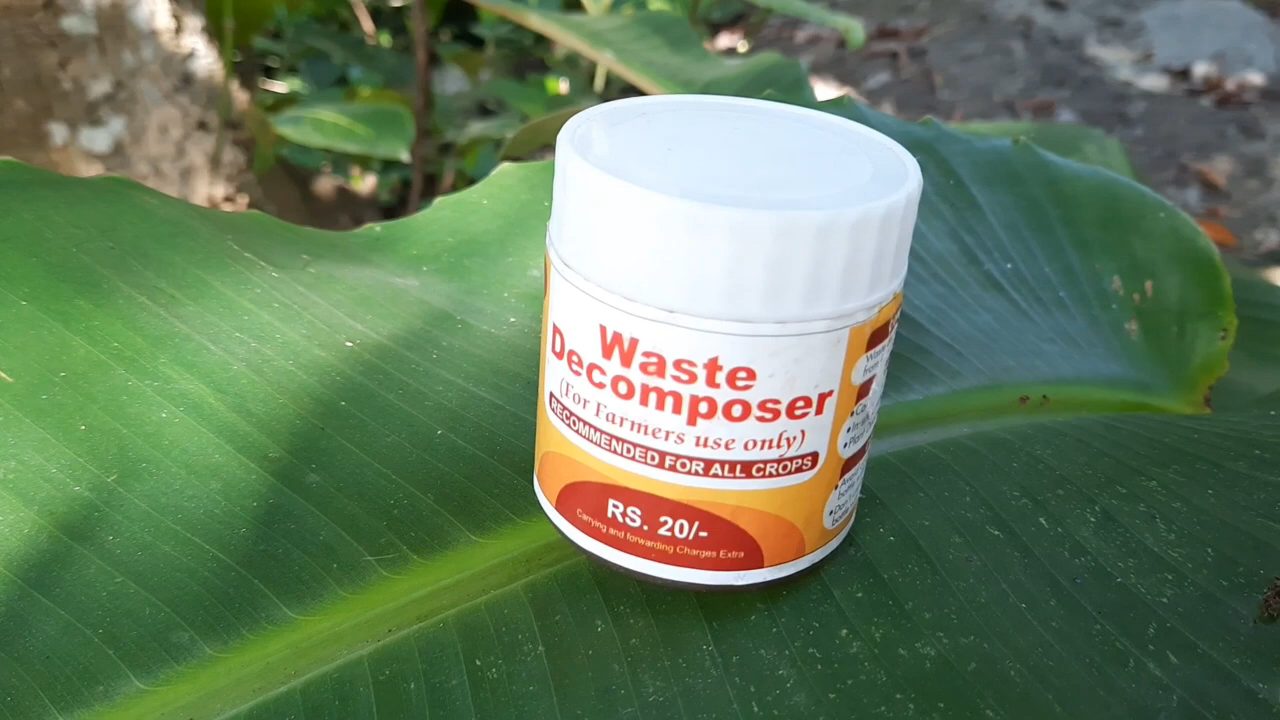 Waste
Decomposer
(For Farmers use only)
RECOMMENDED FOR ALL CROPS
RS. 20/-
Carrying and forwarding Charges Extra